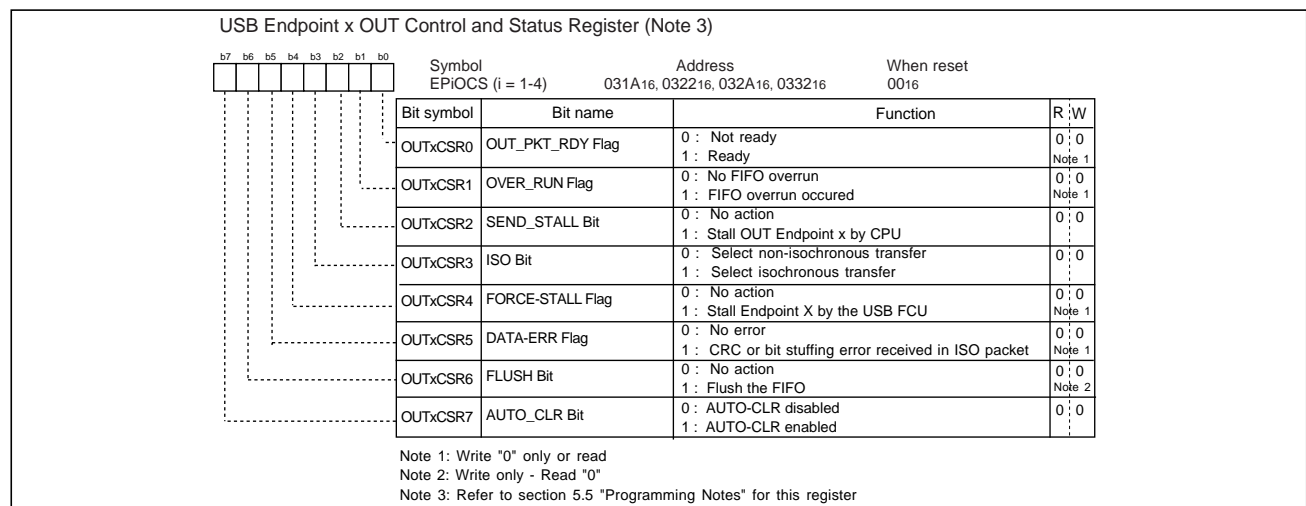 USB Endpoint x OUT Control and Status Register (Note 3)
b7 b6 b5 b4 b3 b2 b1 b0
Symbol Address When reset
EPiOCS (i = 1-4) 031A16, 032216, 032A16, 033216 0016
Bit symbol Bit name Function R W
OUTxCSR0 OUT_PKT_RDY Flag 0 : Not ready 0 0
1 : Ready Note 1
OUTxCSR1 OVER_RUN Flag 0 : No FIFO overrun 0 0
1 : FIFO overrun occured Note 1
OUTxCSR2 SEND_STALL Bit 0 : No action 0 0
1 : Stall OUT Endpoint x by CPU
OUTxCSR3 ISO Bit 0 : Select non-isochronous transfer 0 0
1 : Select isochronous transfer
OUTxCSR4 FORCE-STALL Flag 0 : No action 0 0
1 : Stall Endpoint X by the USB FCU Note 1
OUTxCSR5 DATA-ERR Flag 0 : No error 0 0
1 : CRC or bit stuffing error received in ISO packet Note 1
OUTxCSR6 FLUSH Bit 0 : No action 0 0
1 : Flush the FIFO Note 2
OUTxCSR7 AUTO_CLR Bit 0 : AUTO-CLR disabled 0 0
1 : AUTO-CLR enabled
Note 1: Write "0" only or read
Note 2: Write only - Read "0"
Note 3: Refer to section 5.5 "Programming Notes" for this register